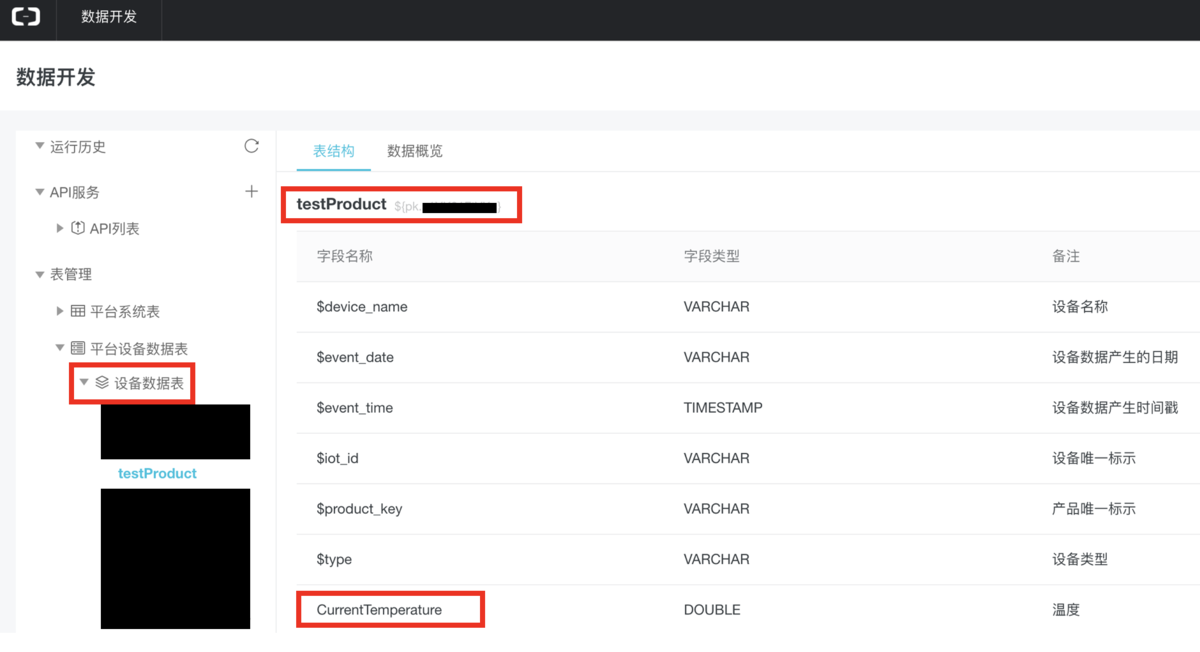 数据开发
数据开发
运行历史
API服务
API列表
表管理
平台系统表
平台设备数据表
设备数据表
testProduct
表结构 数据概览
testProduct ${pk.
字段名称 字段类型 备注
$device_name VARCHAR 设备名称
$event_date VARCHAR 设备数据产生的日期
$event_time TIMESTAMP 设备数据产生时间戳
$iot_id VARCHAR 设备唯一标示
$product_key VARCHAR 产品唯一标示
$type VARCHAR 设备类型
CurrentTemperature DOUBLE 温度